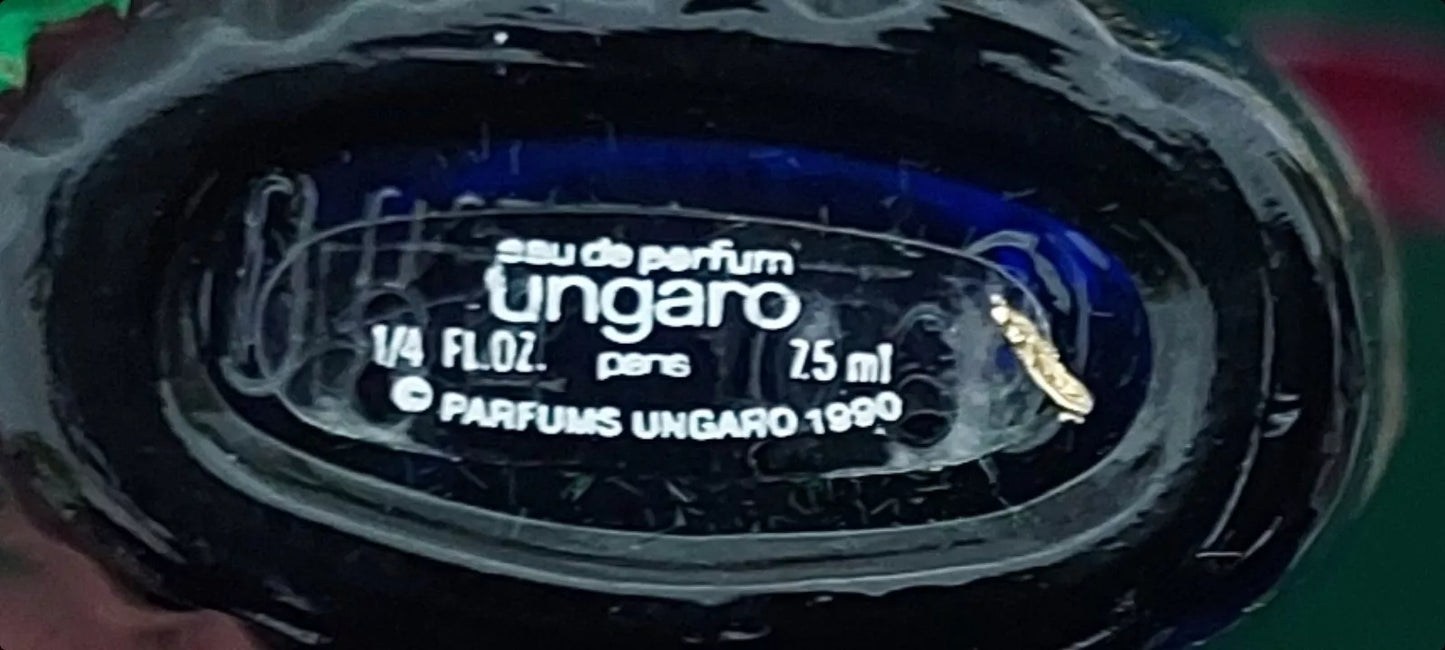 eau de parfum
ungaro
1/4 FL.OZ. paris 7.5 ml
© PARFUMS UNGARO 1990